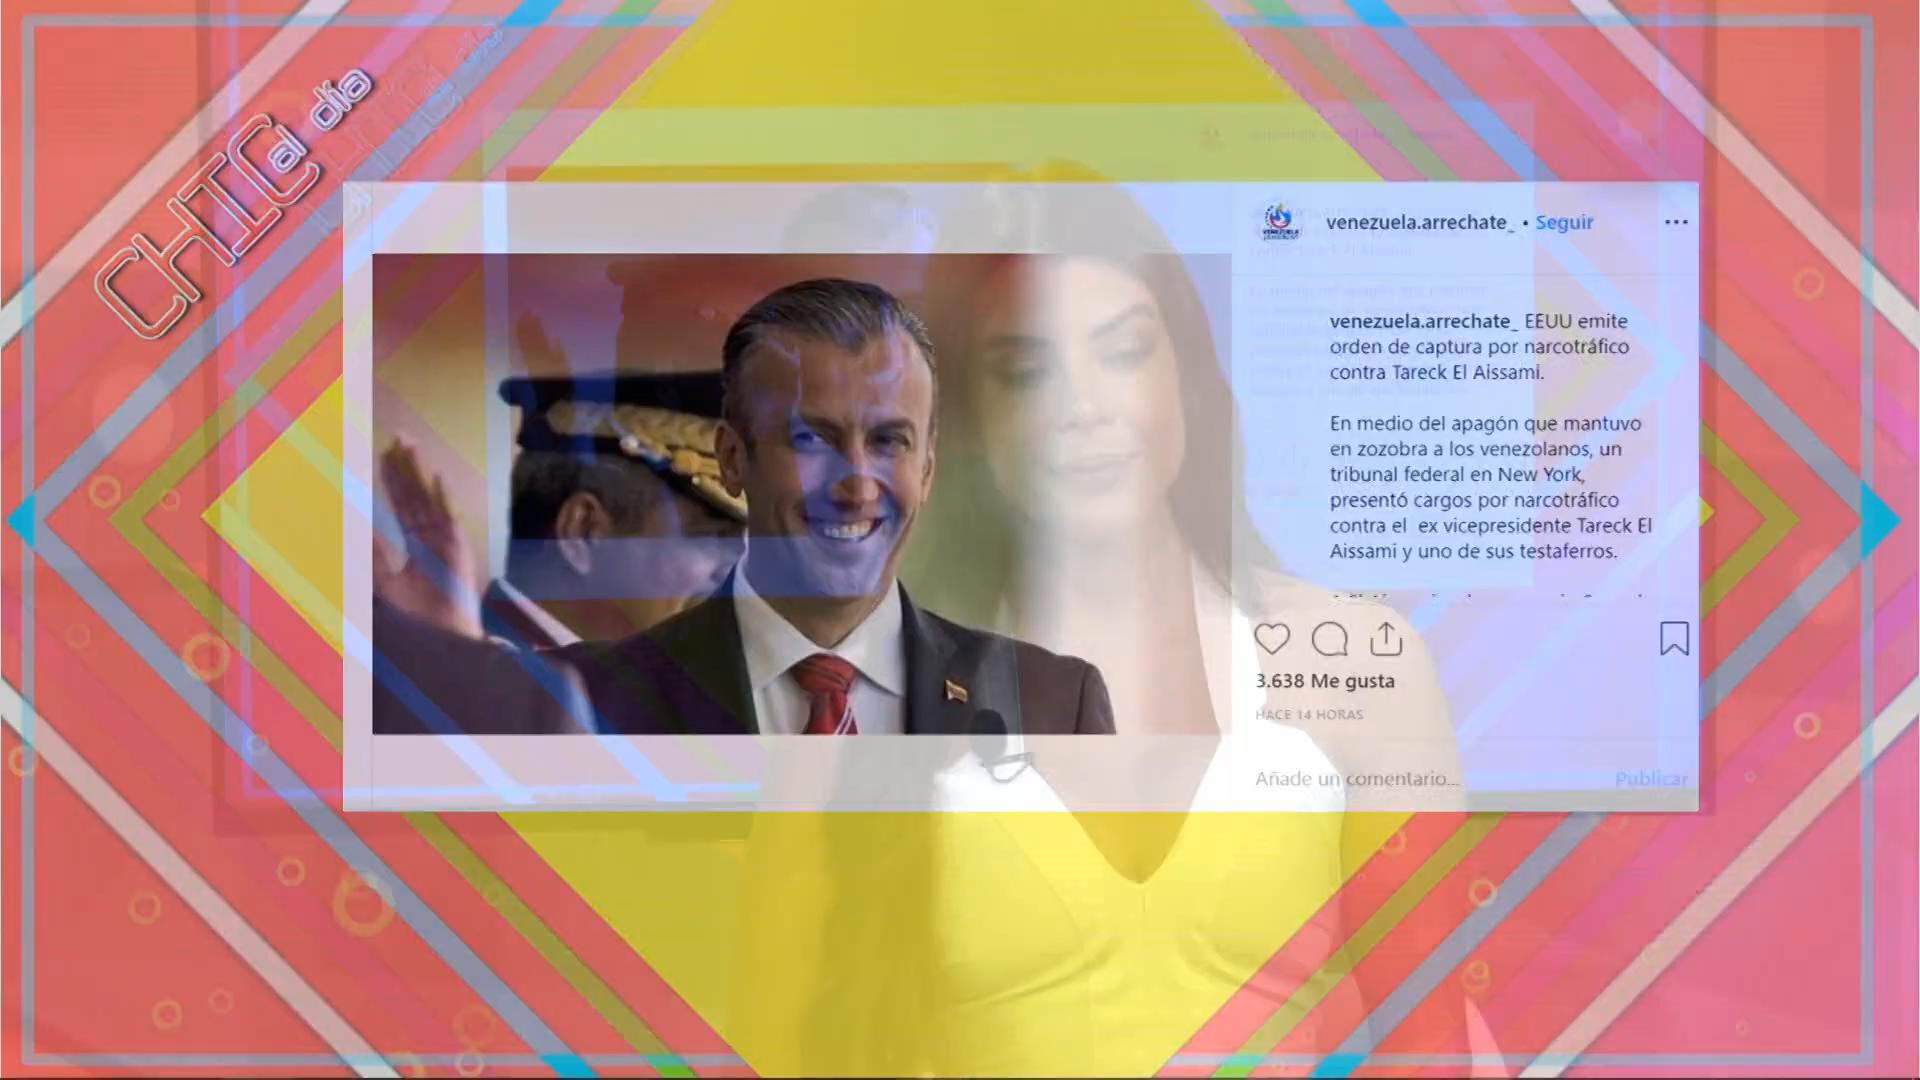 CHIC al día
venezuela.arrechate_ • Seguir
venezuela.arrechate_ EEUU emite
orden de captura por narcotráfico
contra Tareck El Aissami.
En medio del apagón que mantuvo
en zozobra a los venezolanos, un
tribunal federal en New York,
presentó cargos por narcotráfico
contra el ex vicepresidente Tareck El
Aissami y uno de sus testaferros.
3.638 Me gusta
HACE 14 HORAS
Añade un comentario...
Publicar